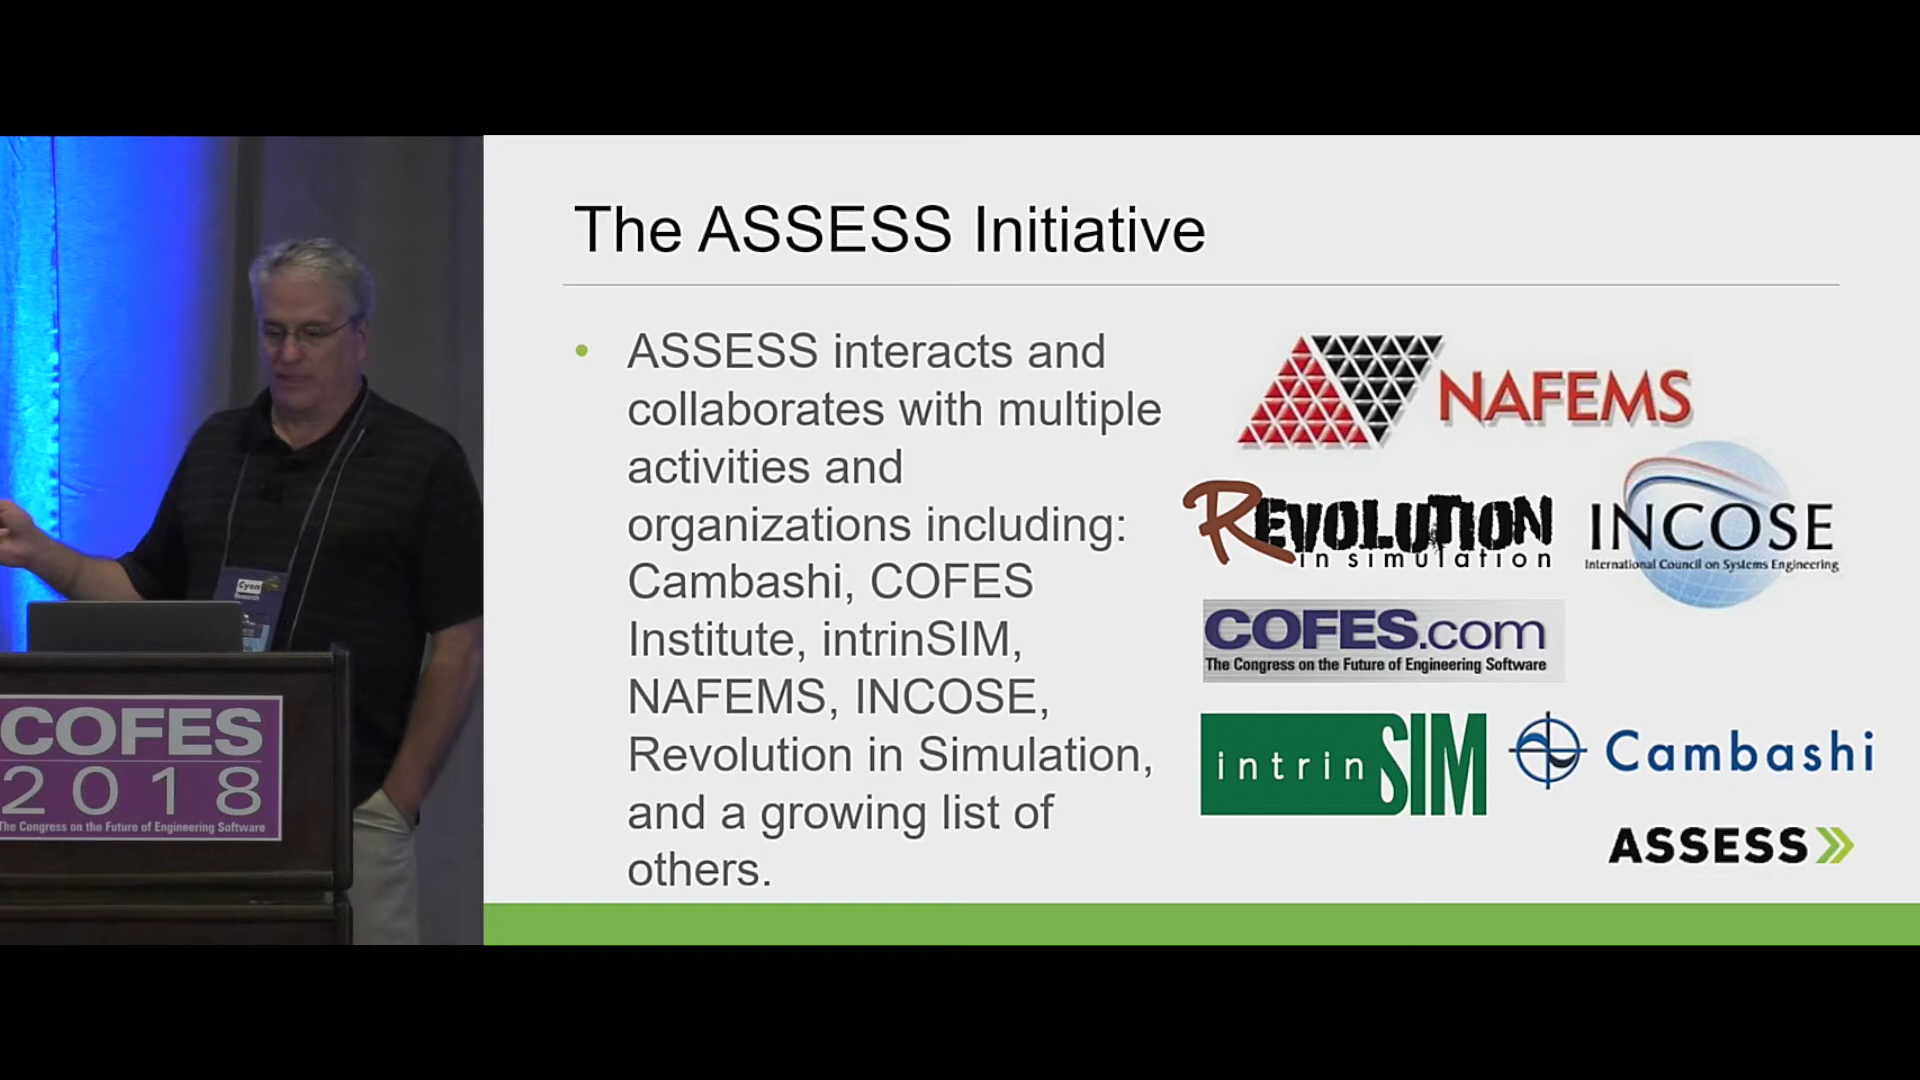 The ASSESS Initiative
• ASSESS interacts and
collaborates with multiple
activities and
organizations including:
Cambashi, COFES
Institute, intrinSIM,
NAFEMS, INCOSE,
Revolution in Simulation,
and a growing list of
others.
NAFEMS
REVOLUTION
in simulation
INCOSE
International Council on Systems Engineering
COFES.com
The Congress on the Future of Engineering Software
intrinSIM
Cambashi
ASSESS
Cyon
Research
COFES
2018
The Congress on the Future of Engineering Software